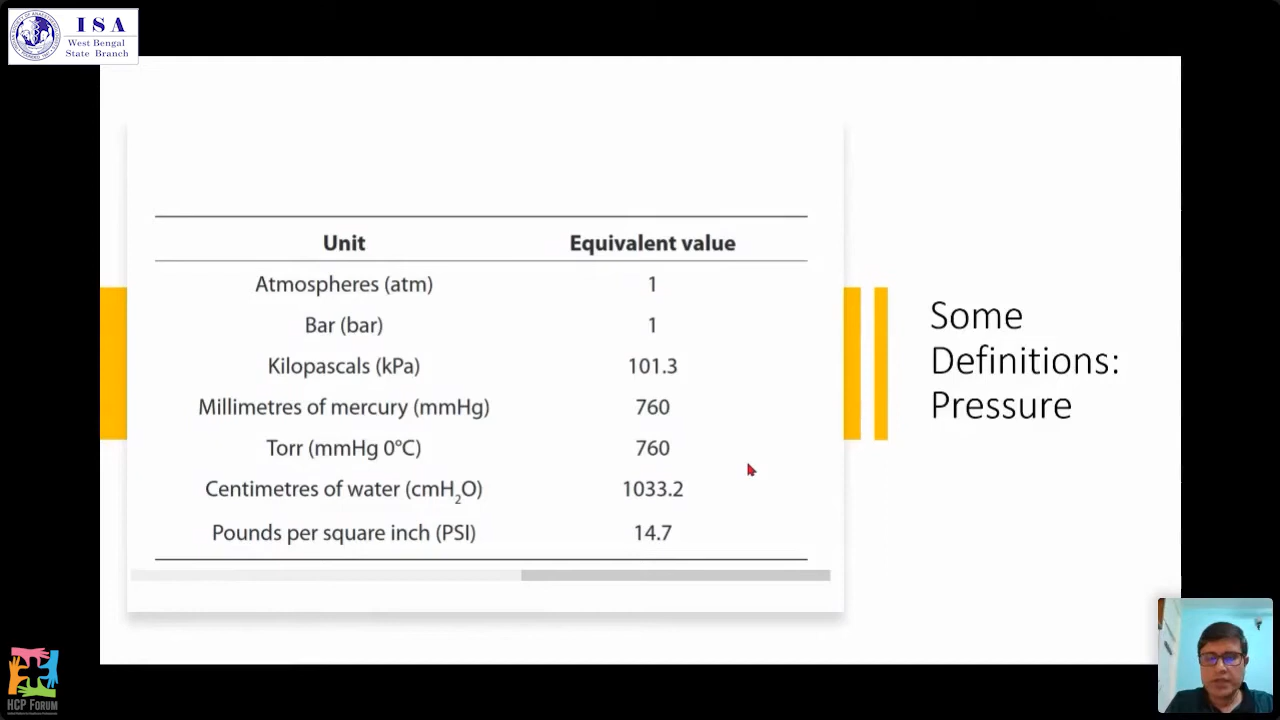 ISA
West Bengal
State Branch
Unit Equivalent value
Atmospheres (atm) 1
Bar (bar) 1
Kilopascals (kPa) 101.3
Millimetres of mercury (mmHg) 760
Torr (mmHg 0°C) 760
Centimetres of water (cmH₂O) 1033.2
Pounds per square inch (PSI) 14.7
Some
Definitions:
Pressure
HCP FORUM